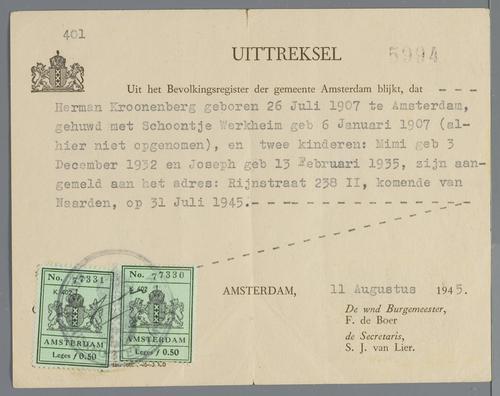 401
UITTREKSEL
5994
Uit het Bevolkingsregister der gemeente Amsterdam blijkt, dat - - -
Herman Kroonenberg geboren 26 Juli 1907 te Amsterdam,
gehuwd met Schoontje Werkheim geb 6 Januari 1907 (al-
hier niet opgenomen), en twee kinderen: Mimi geb 3
December 1932 en Joseph geb 13 Februari 1935, zijn aan-
gemeld aan het adres: Rijnstraat 238 II, komende van
Naarden, op 31 Juli 1945.- - - - - - - - - - - - - - -
AMSTERDAM, 11 Augustus 1945.
De wnd Burgemeester,
F. de Boer
de Secretaris,
S. J. van Lier.
No. 77331
K 402
AMSTERDAM
Leges f 0.50
No. 77330
K 402
AMSTERDAM
Leges f 0.50